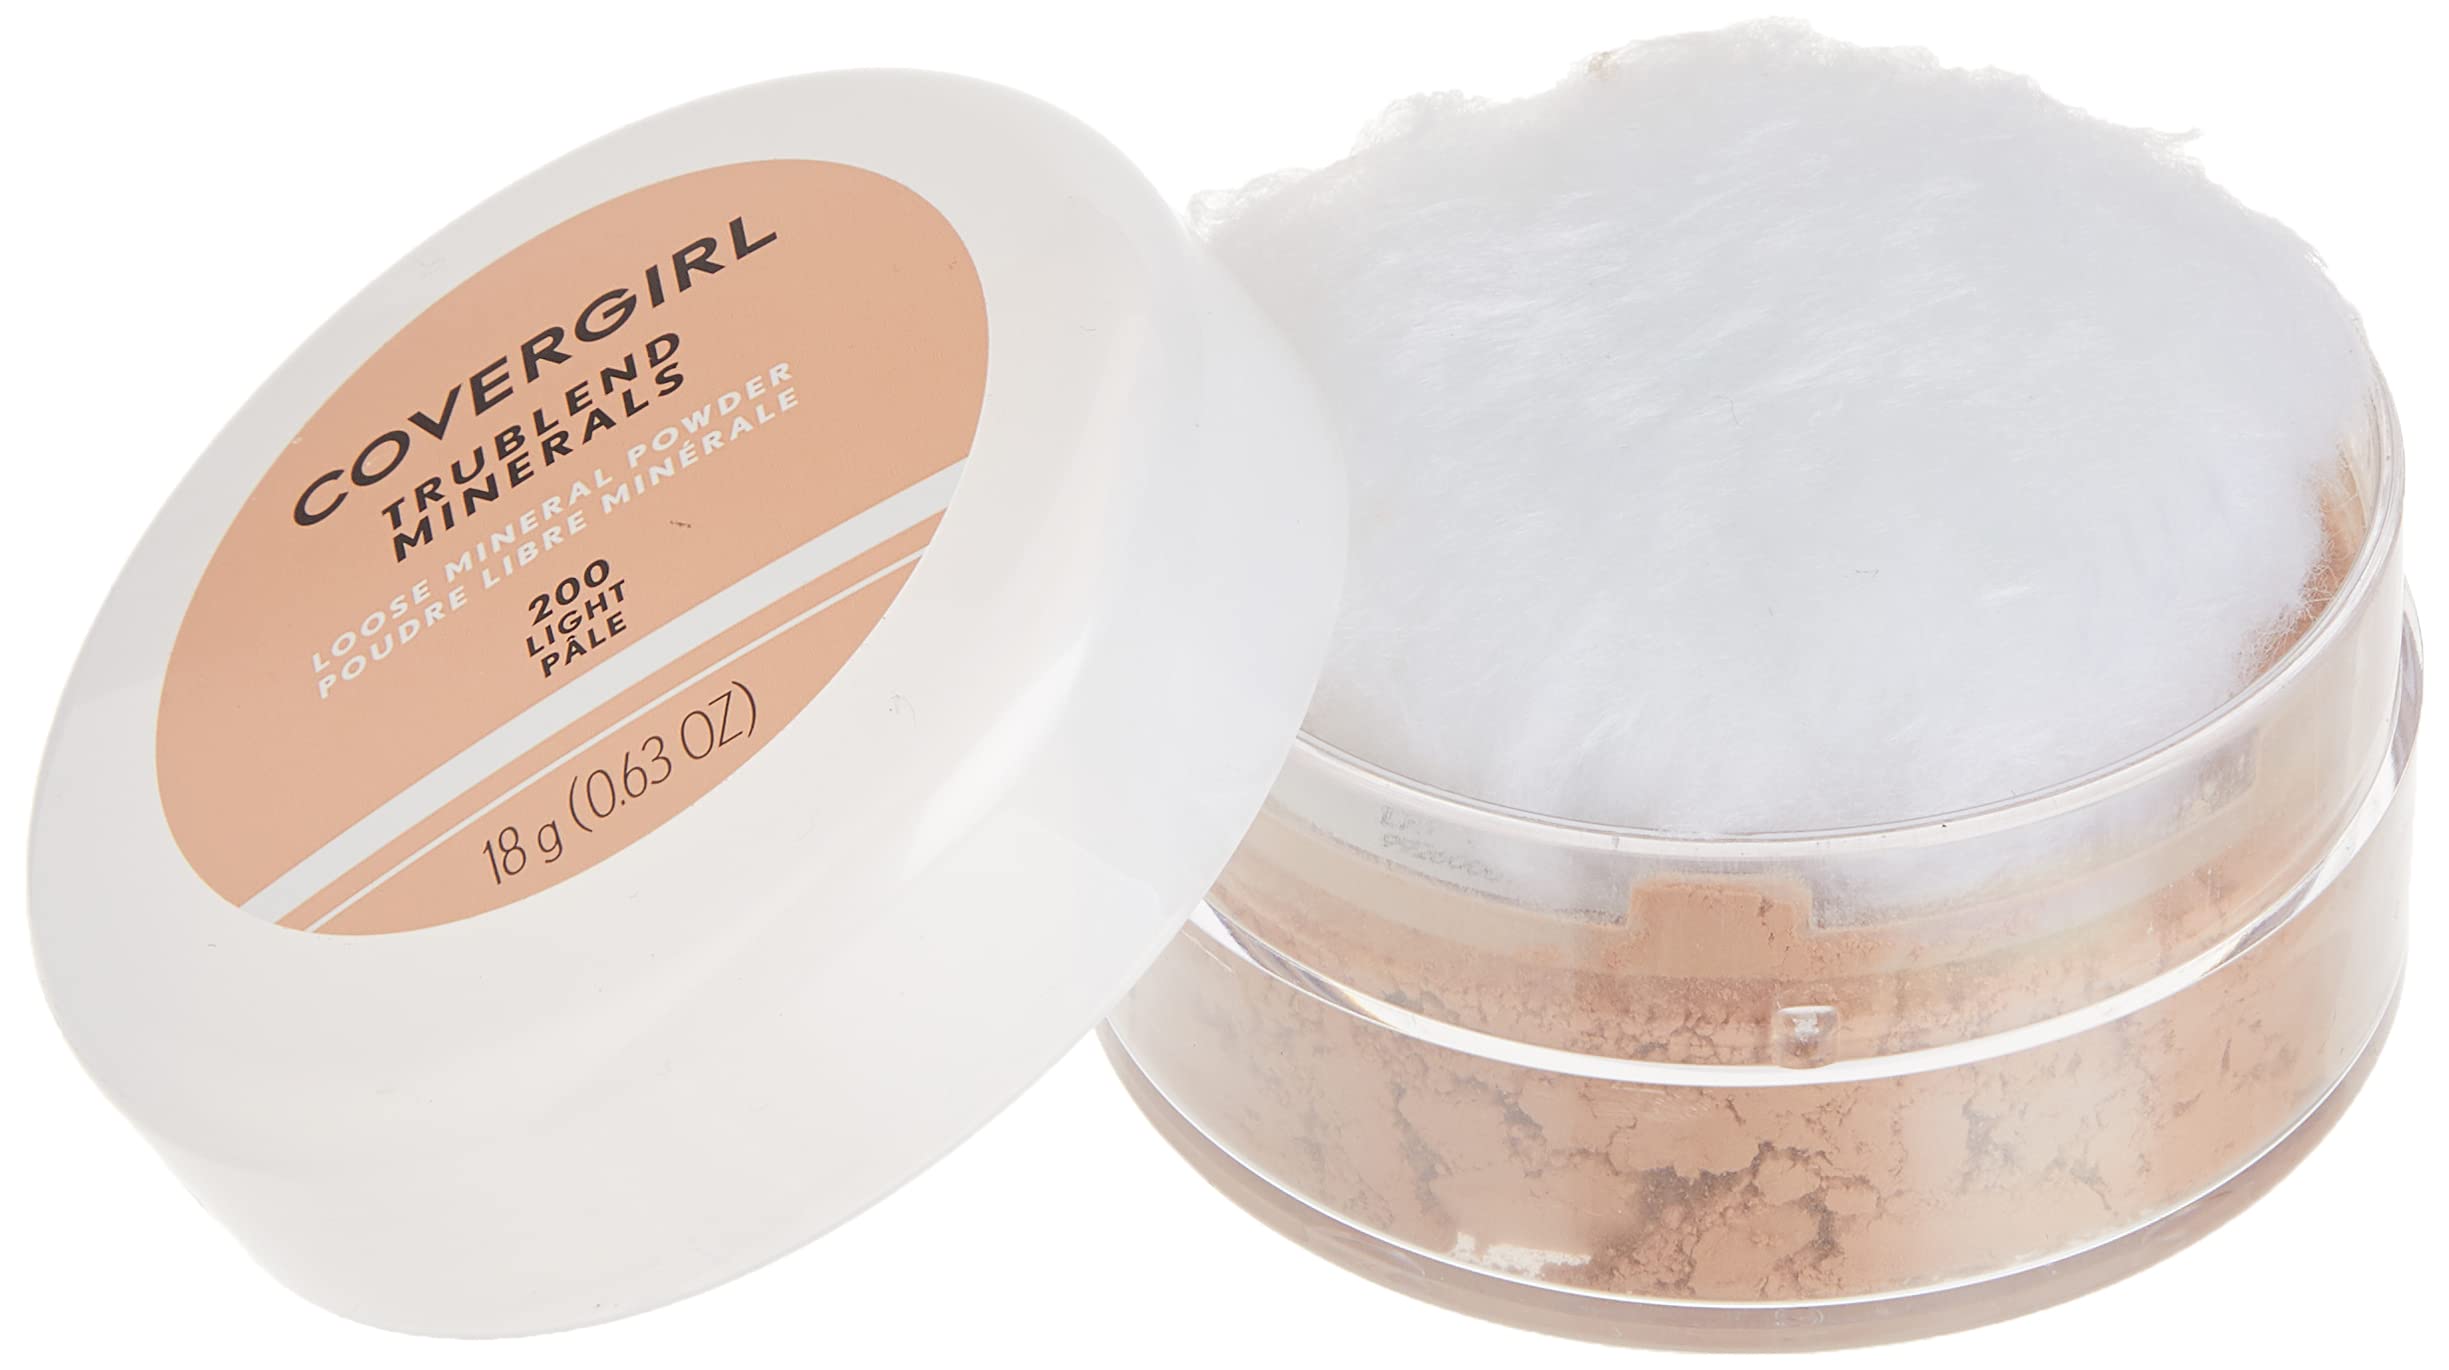 COVERGIRL
TRUBLEND
MINERALS
LOOSE MINERAL POWDER
POUDRE LIBRE MINÉRALE
200
LIGHT
PÂLE
18 g (0.63 OZ)